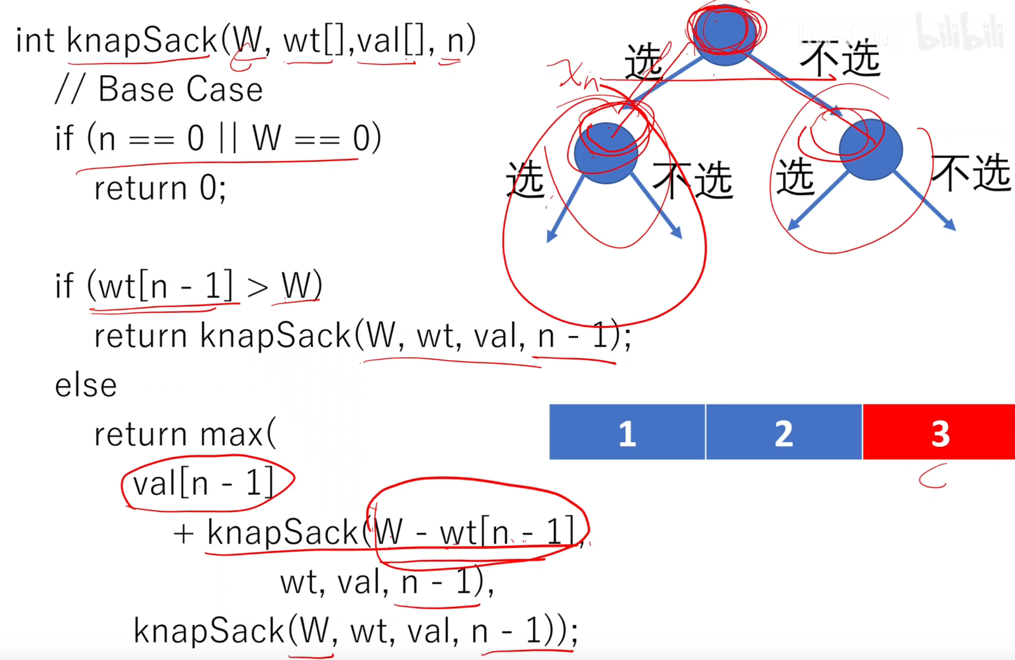 int knapSack(W, wt[],val[], n)
// Base Case
if (n == 0 || W == 0)
return 0;
if (wt[n - 1] > W)
return knapSack(W, wt, val, n - 1);
else
return max(
val[n - 1]
+ knapSack(W - wt[n - 1],
wt, val, n - 1),
knapSack(W, wt, val, n - 1));
bilibili
选 不选
xn
选 不选 选 不选
1 2 3